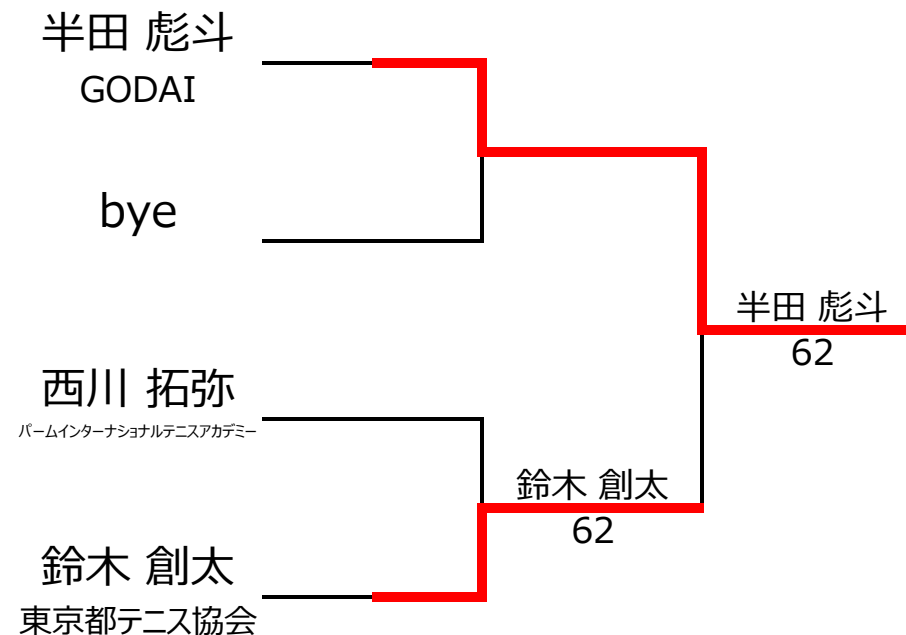 半田 彪斗
GODAI
bye
西川 拓弥
パームインターナショナルテニスアカデミー
鈴木 創太
東京都テニス協会
鈴木 創太
62
半田 彪斗
62